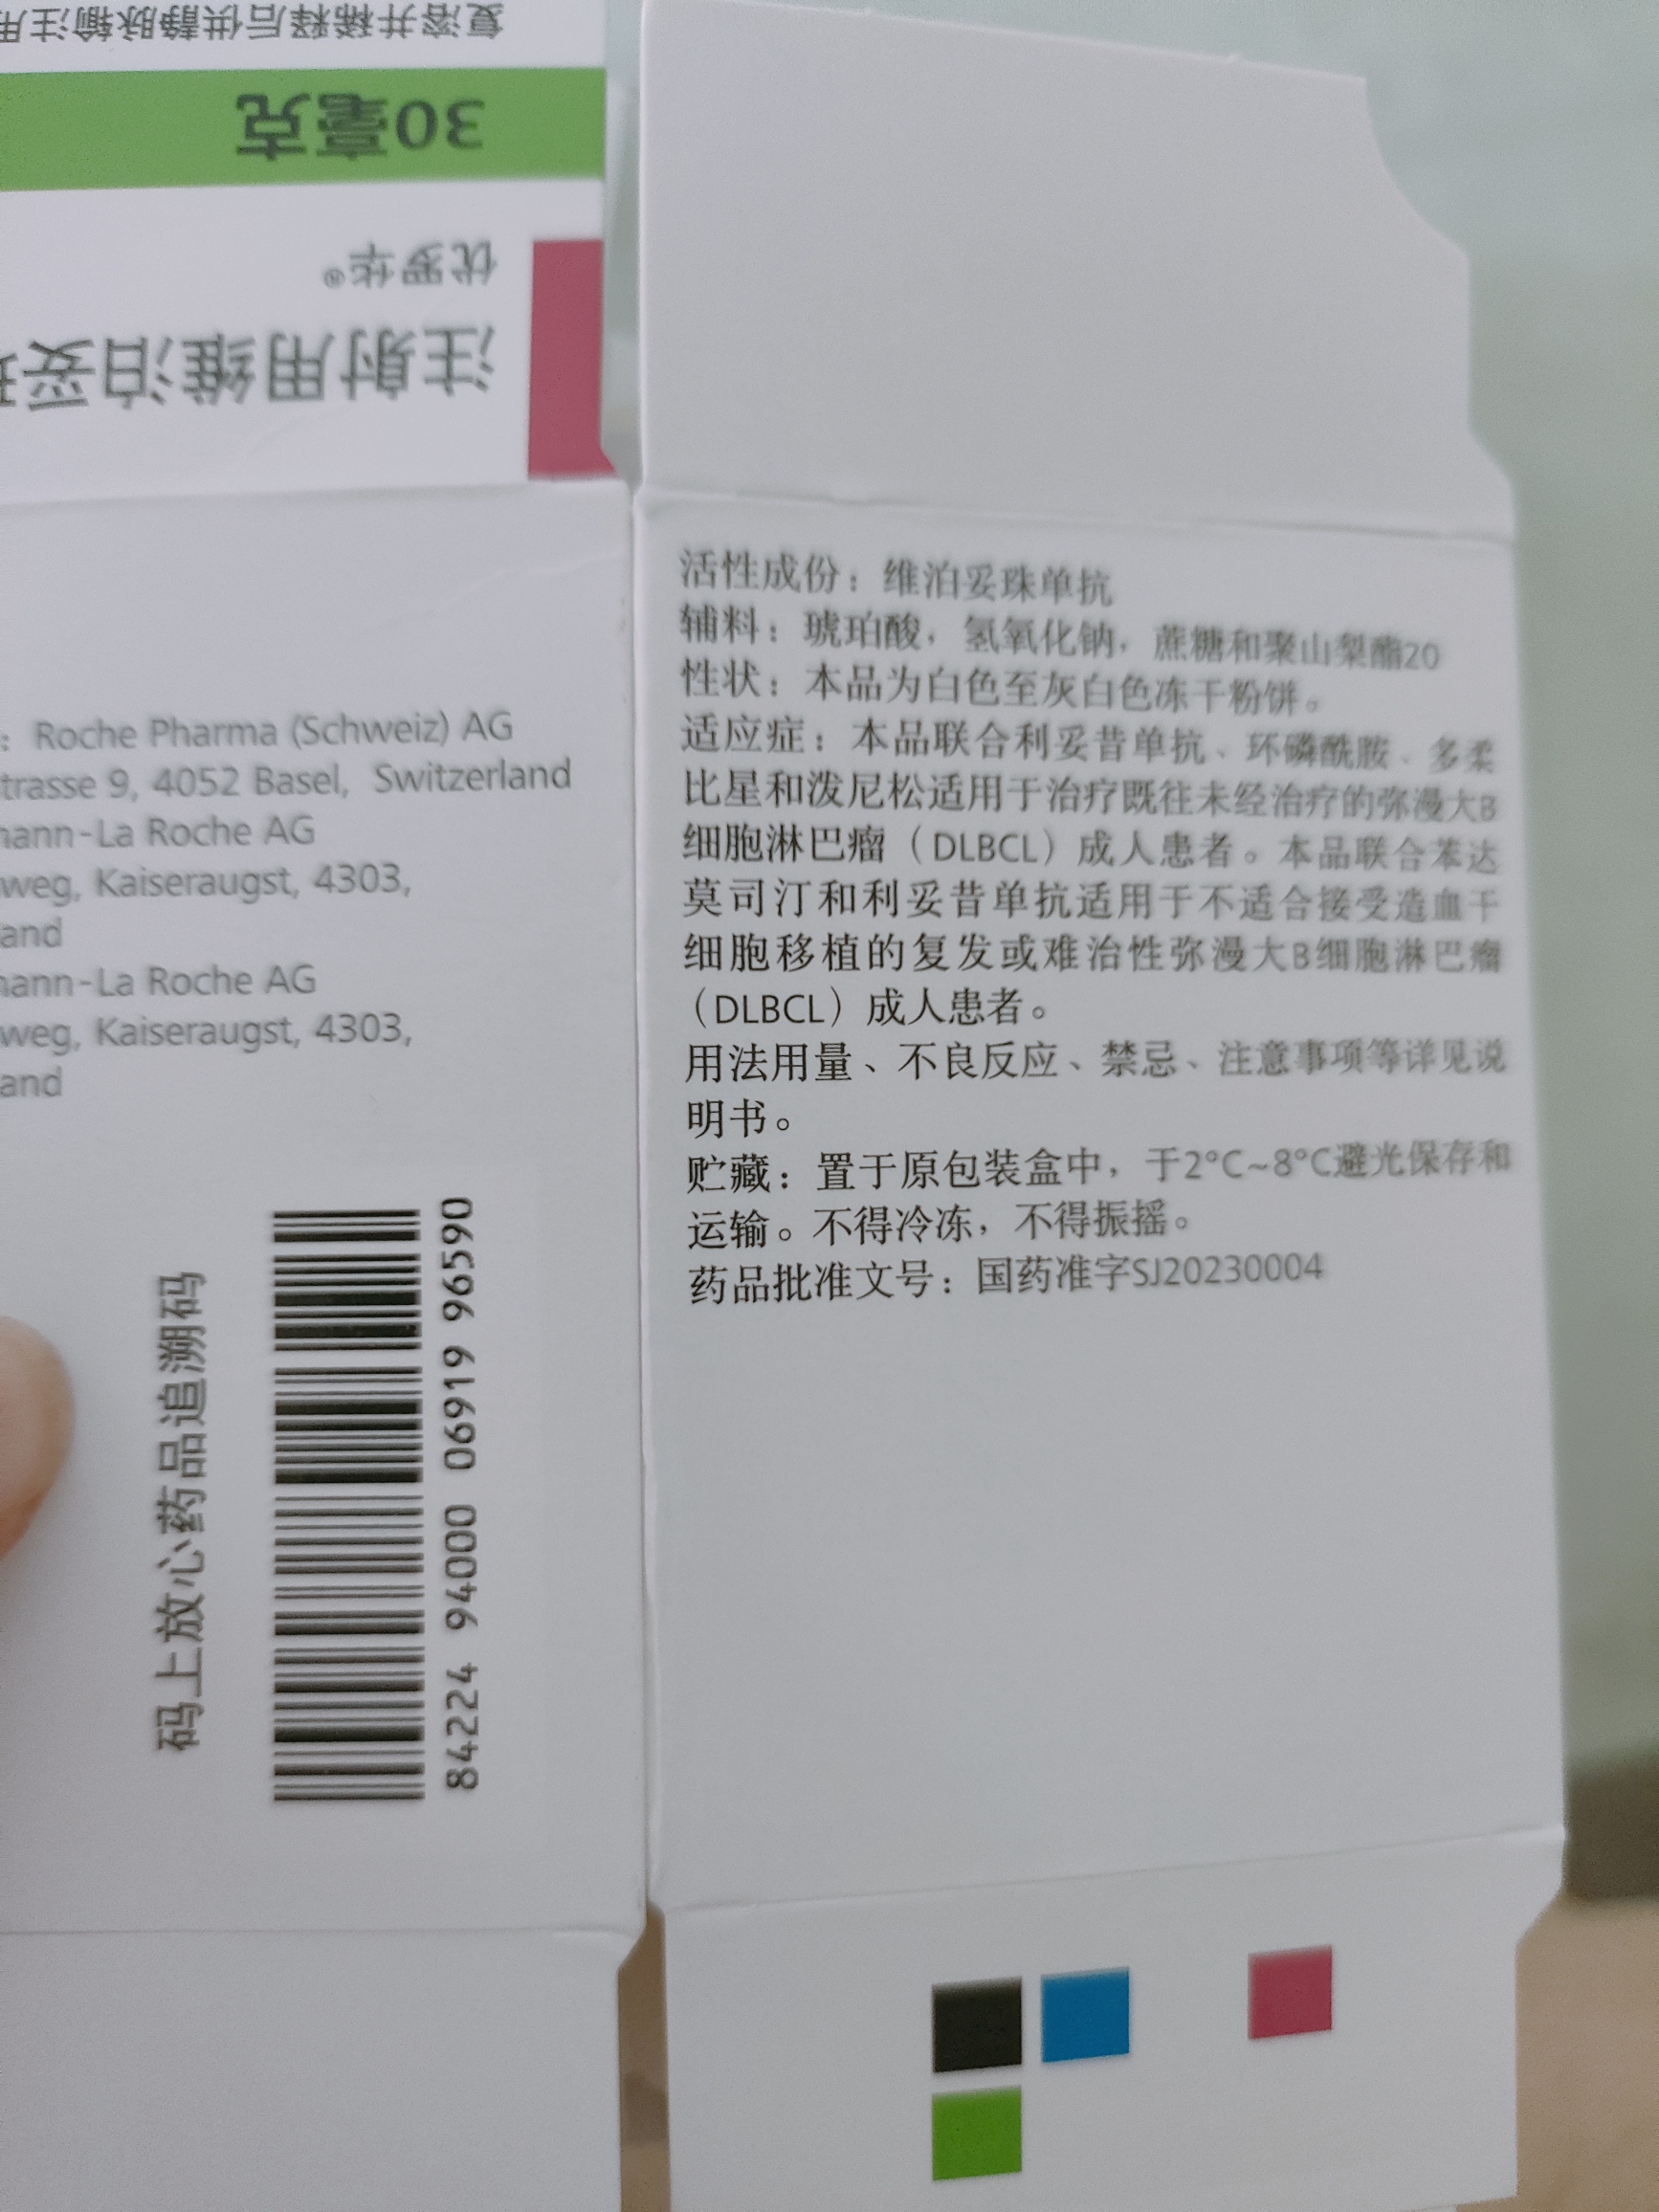 复溶并稀释后供静脉输注用
30毫克
优罗华®
注射用维泊妥珠
: Roche Pharma (Schweiz) AG
trasse 9, 4052 Basel, Switzerland
mann-La Roche AG
weg, Kaiseraugst, 4303,
and
mann-La Roche AG
weg, Kaiseraugst, 4303,
and
码上放心药品追溯码
84224 94000 06919 96590
活性成份：维泊妥珠单抗
辅料：琥珀酸，氢氧化钠，蔗糖和聚山梨酯20
性状：本品为白色至灰白色冻干粉饼。
适应症：本品联合利妥昔单抗、环磷酰胺、多柔
比星和泼尼松适用于治疗既往未经治疗的弥漫大B
细胞淋巴瘤（DLBCL）成人患者。本品联合苯达
莫司汀和利妥昔单抗适用于不适合接受造血干
细胞移植的复发或难治性弥漫大B细胞淋巴瘤
（DLBCL）成人患者。
用法用量、不良反应、禁忌、注意事项等详见说
明书。
贮藏：置于原包装盒中，于2°C~8°C避光保存和
运输。不得冷冻，不得振摇。
药品批准文号：国药准字SJ20230004